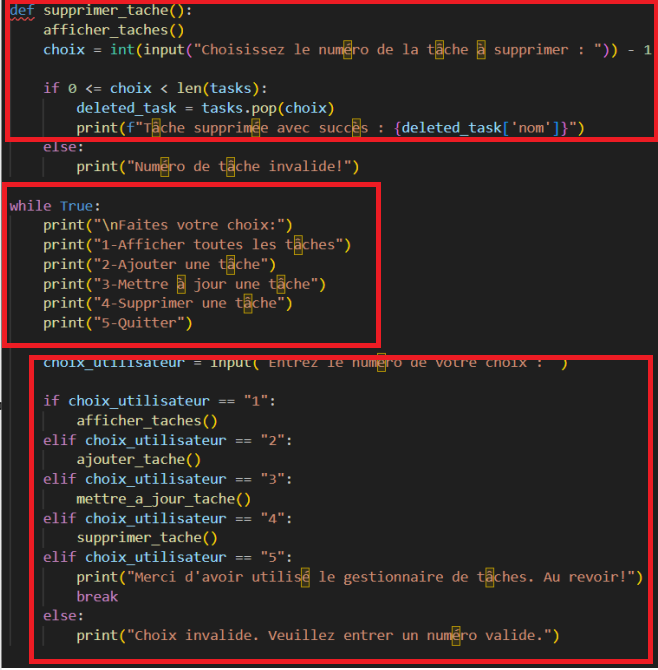 def supprimer_tache():
    afficher_taches()
    choix = int(input("Choisissez le numéro de la tâche à supprimer : ")) - 1

    if 0 <= choix < len(tasks):
        deleted_task = tasks.pop(choix)
        print(f"Tâche supprimée avec succès : {deleted_task['nom']}")
    else:
        print("Numéro de tâche invalide!")

while True:
    print("\nFaites votre choix:")
    print("1-Afficher toutes les tâches")
    print("2-Ajouter une tâche")
    print("3-Mettre à jour une tâche")
    print("4-Supprimer une tâche")
    print("5-Quitter")

    choix_utilisateur = input("Entrez le numéro de votre choix : ")

    if choix_utilisateur == "1":
        afficher_taches()
    elif choix_utilisateur == "2":
        ajouter_tache()
    elif choix_utilisateur == "3":
        mettre_a_jour_tache()
    elif choix_utilisateur == "4":
        supprimer_tache()
    elif choix_utilisateur == "5":
        print("Merci d'avoir utilisé le gestionnaire de tâches. Au revoir!")
        break
    else:
        print("Choix invalide. Veuillez entrer un numéro valide.")